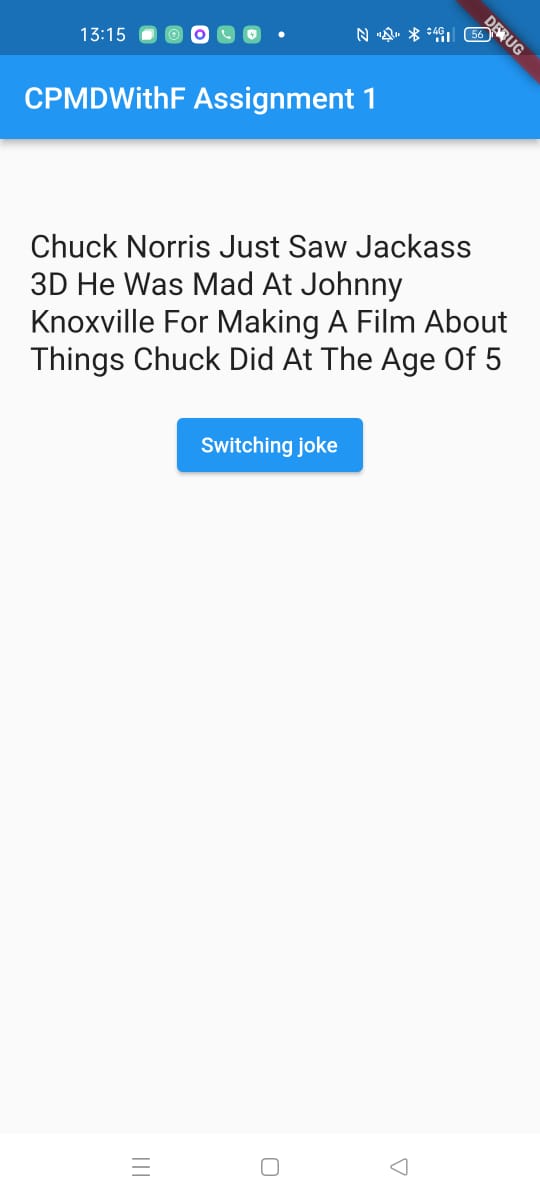 13:15
4G
56
DEBUG
CPMDWithF Assignment 1
Chuck Norris Just Saw Jackass
3D He Was Mad At Johnny
Knoxville For Making A Film About
Things Chuck Did At The Age Of 5
Switching joke